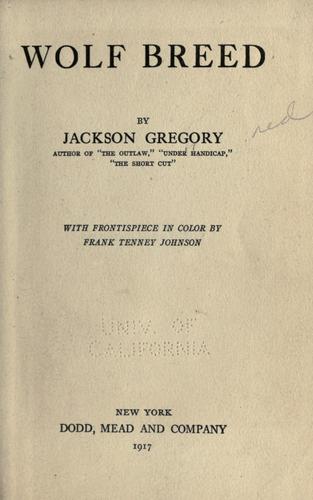 WOLF BREED
BY
JACKSON GREGORY
AUTHOR OF "THE OUTLAW," "UNDER HANDICAP,"
"THE SHORT CUT"
red
WITH FRONTISPIECE IN COLOR BY
FRANK TENNEY JOHNSON
UNIV. OF
CALIFORNIA
NEW YORK
DODD, MEAD AND COMPANY
1917